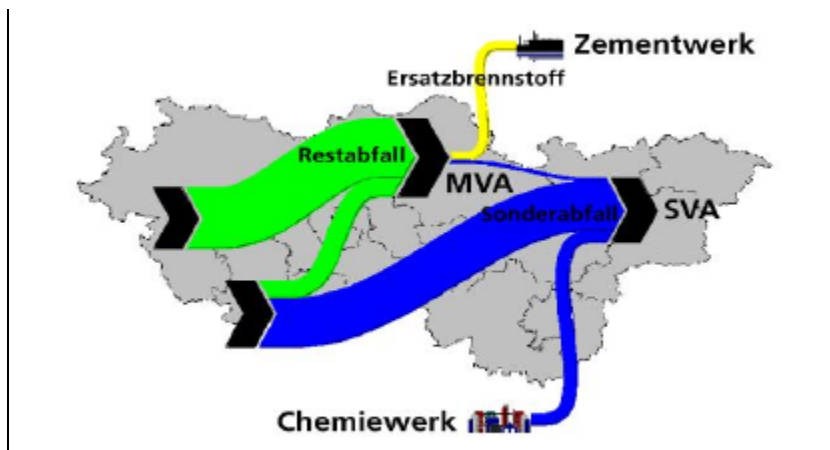 Zementwerk
Ersatzbrennstoff
Restabfall
MVA
Sonderabfall
SVA
Chemiewerk